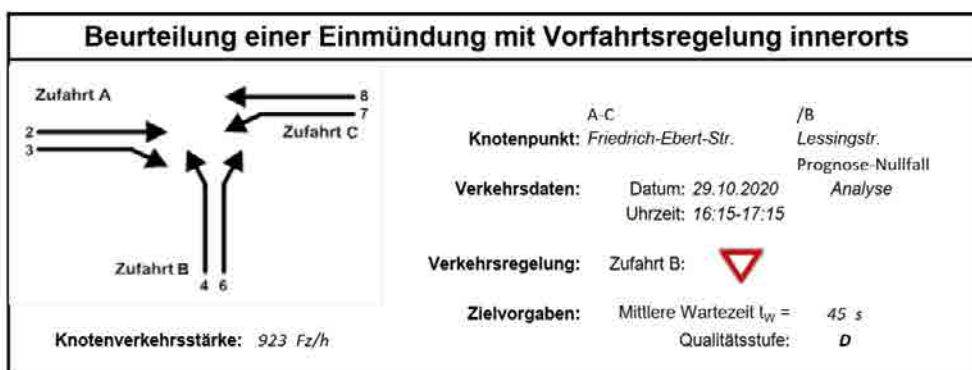 Beurteilung einer Einmündung mit Vorfahrtsregelung innerorts
Zufahrt A
8
7
2
Zufahrt C
3
Zufahrt B
4 6
Knotenverkehrsstärke: 923 Fz/h
A-C /B
Knotenpunkt: Friedrich-Ebert-Str. Lessingstr.
Prognose-Nullfall
Verkehrsdaten: Datum: 29.10.2020 Analyse
Uhrzeit: 16:15-17:15
Verkehrsregelung: Zufahrt B:
Zielvorgaben: Mittlere Wartezeit tW = 45 s
Qualitätsstufe: D